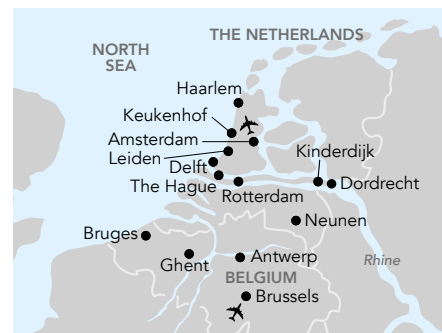 THE NETHERLANDS
NORTH
SEA
Haarlem
Keukenhof
Amsterdam
Leiden
Kinderdijk
Delft
The Hague
Dordrecht
Rotterdam
Neunen
Bruges
Ghent
Antwerp
Rhine
BELGIUM
Brussels